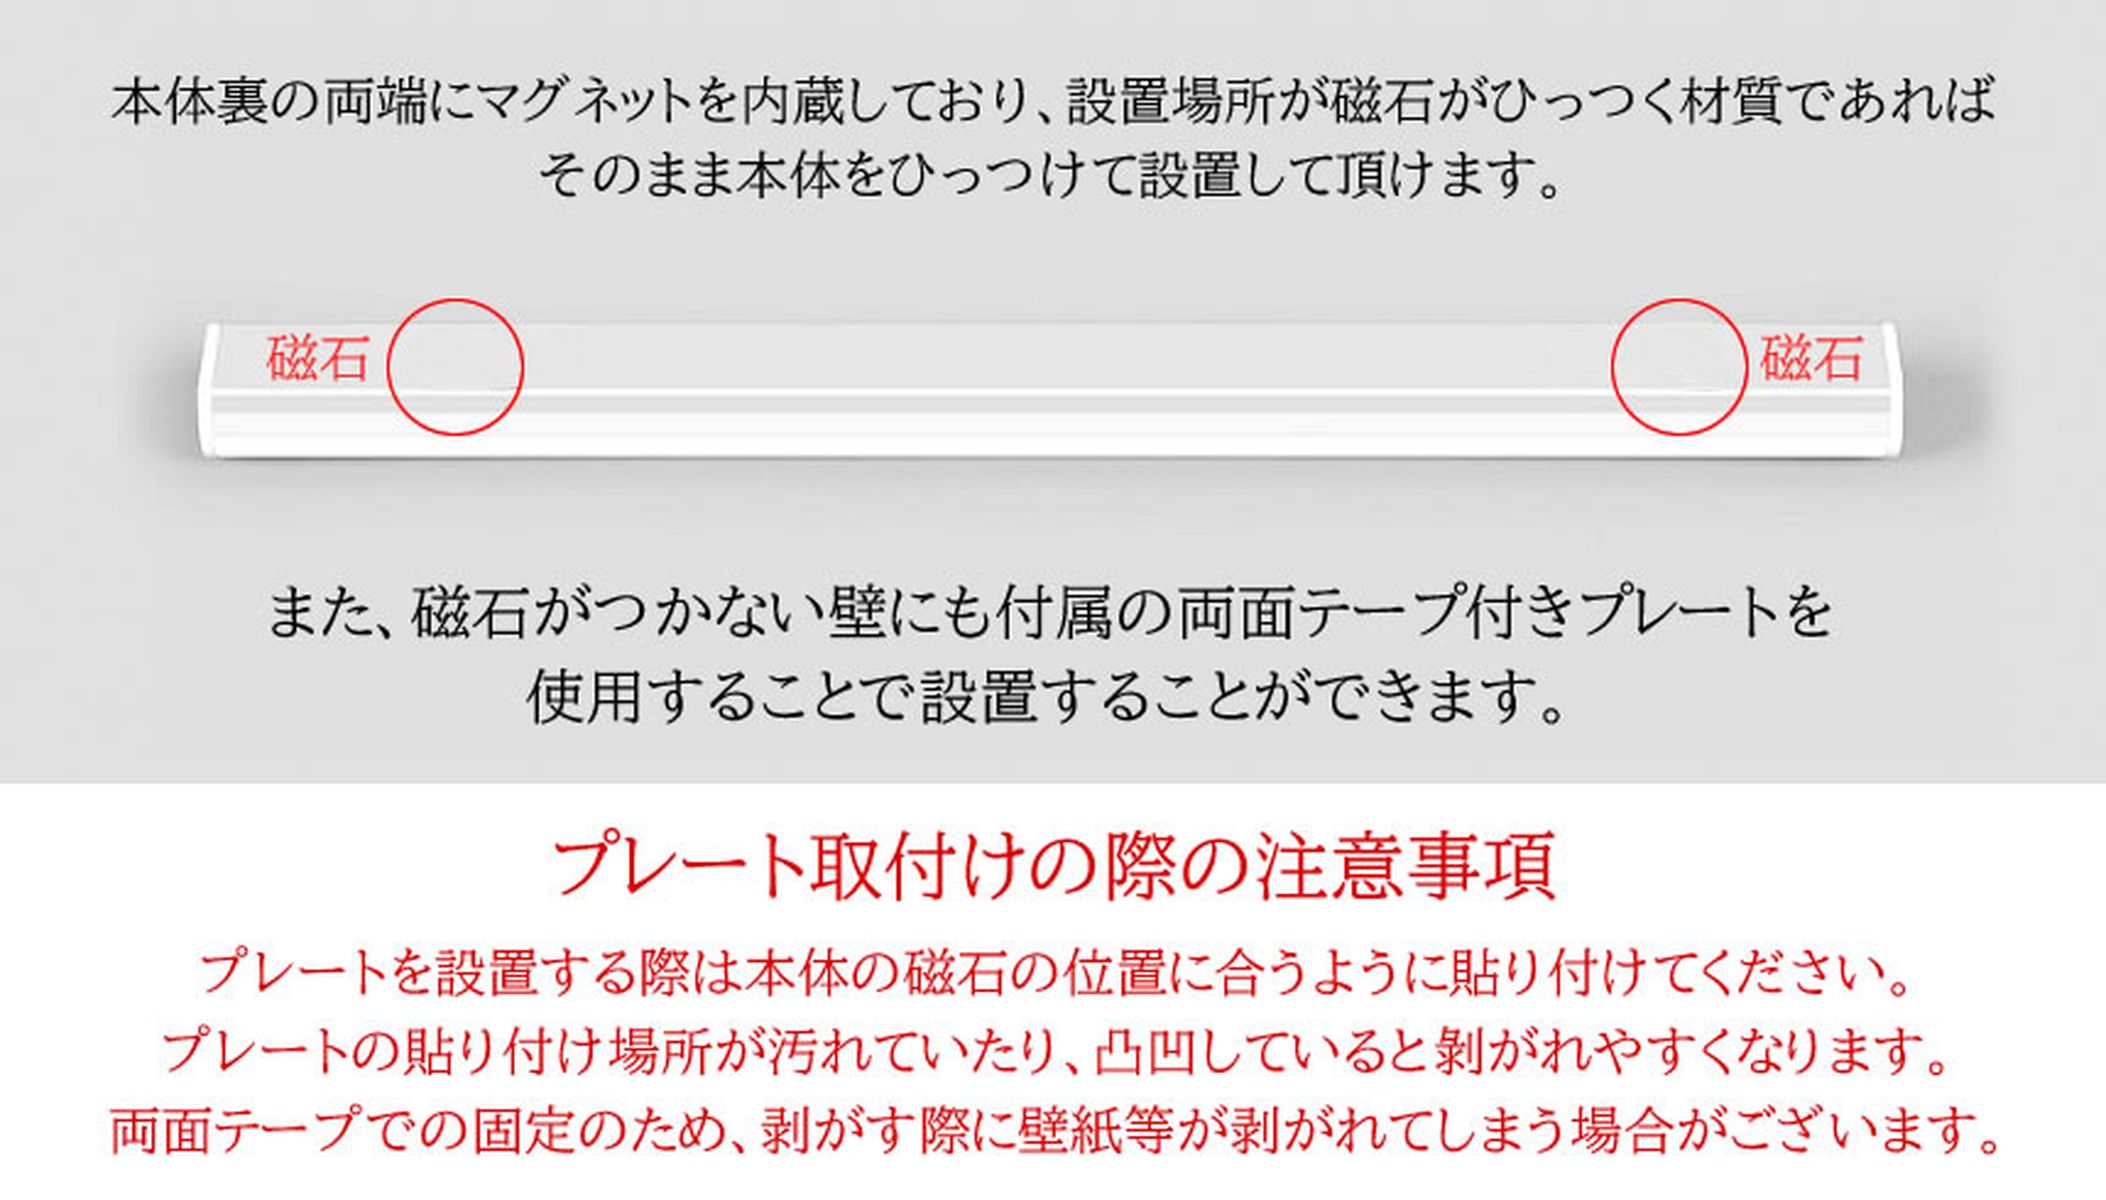 本体裏の両端にマグネットを内蔵しており、設置場所が磁石がひっつく材質であれば
そのまま本体をひっつけて設置して頂けます。
磁石
磁石
また、磁石がつかない壁にも付属の両面テープ付きプレートを
使用することで設置することができます。
プレート取付けの際の注意事項
プレートを設置する際は本体の磁石の位置に合うように貼り付けてください。
プレートの貼り付け場所が汚れていたり、凸凹していると剝がれやすくなります。
両面テープでの固定のため、剥がす際に壁紙等が剥がれてしまう場合がございます。